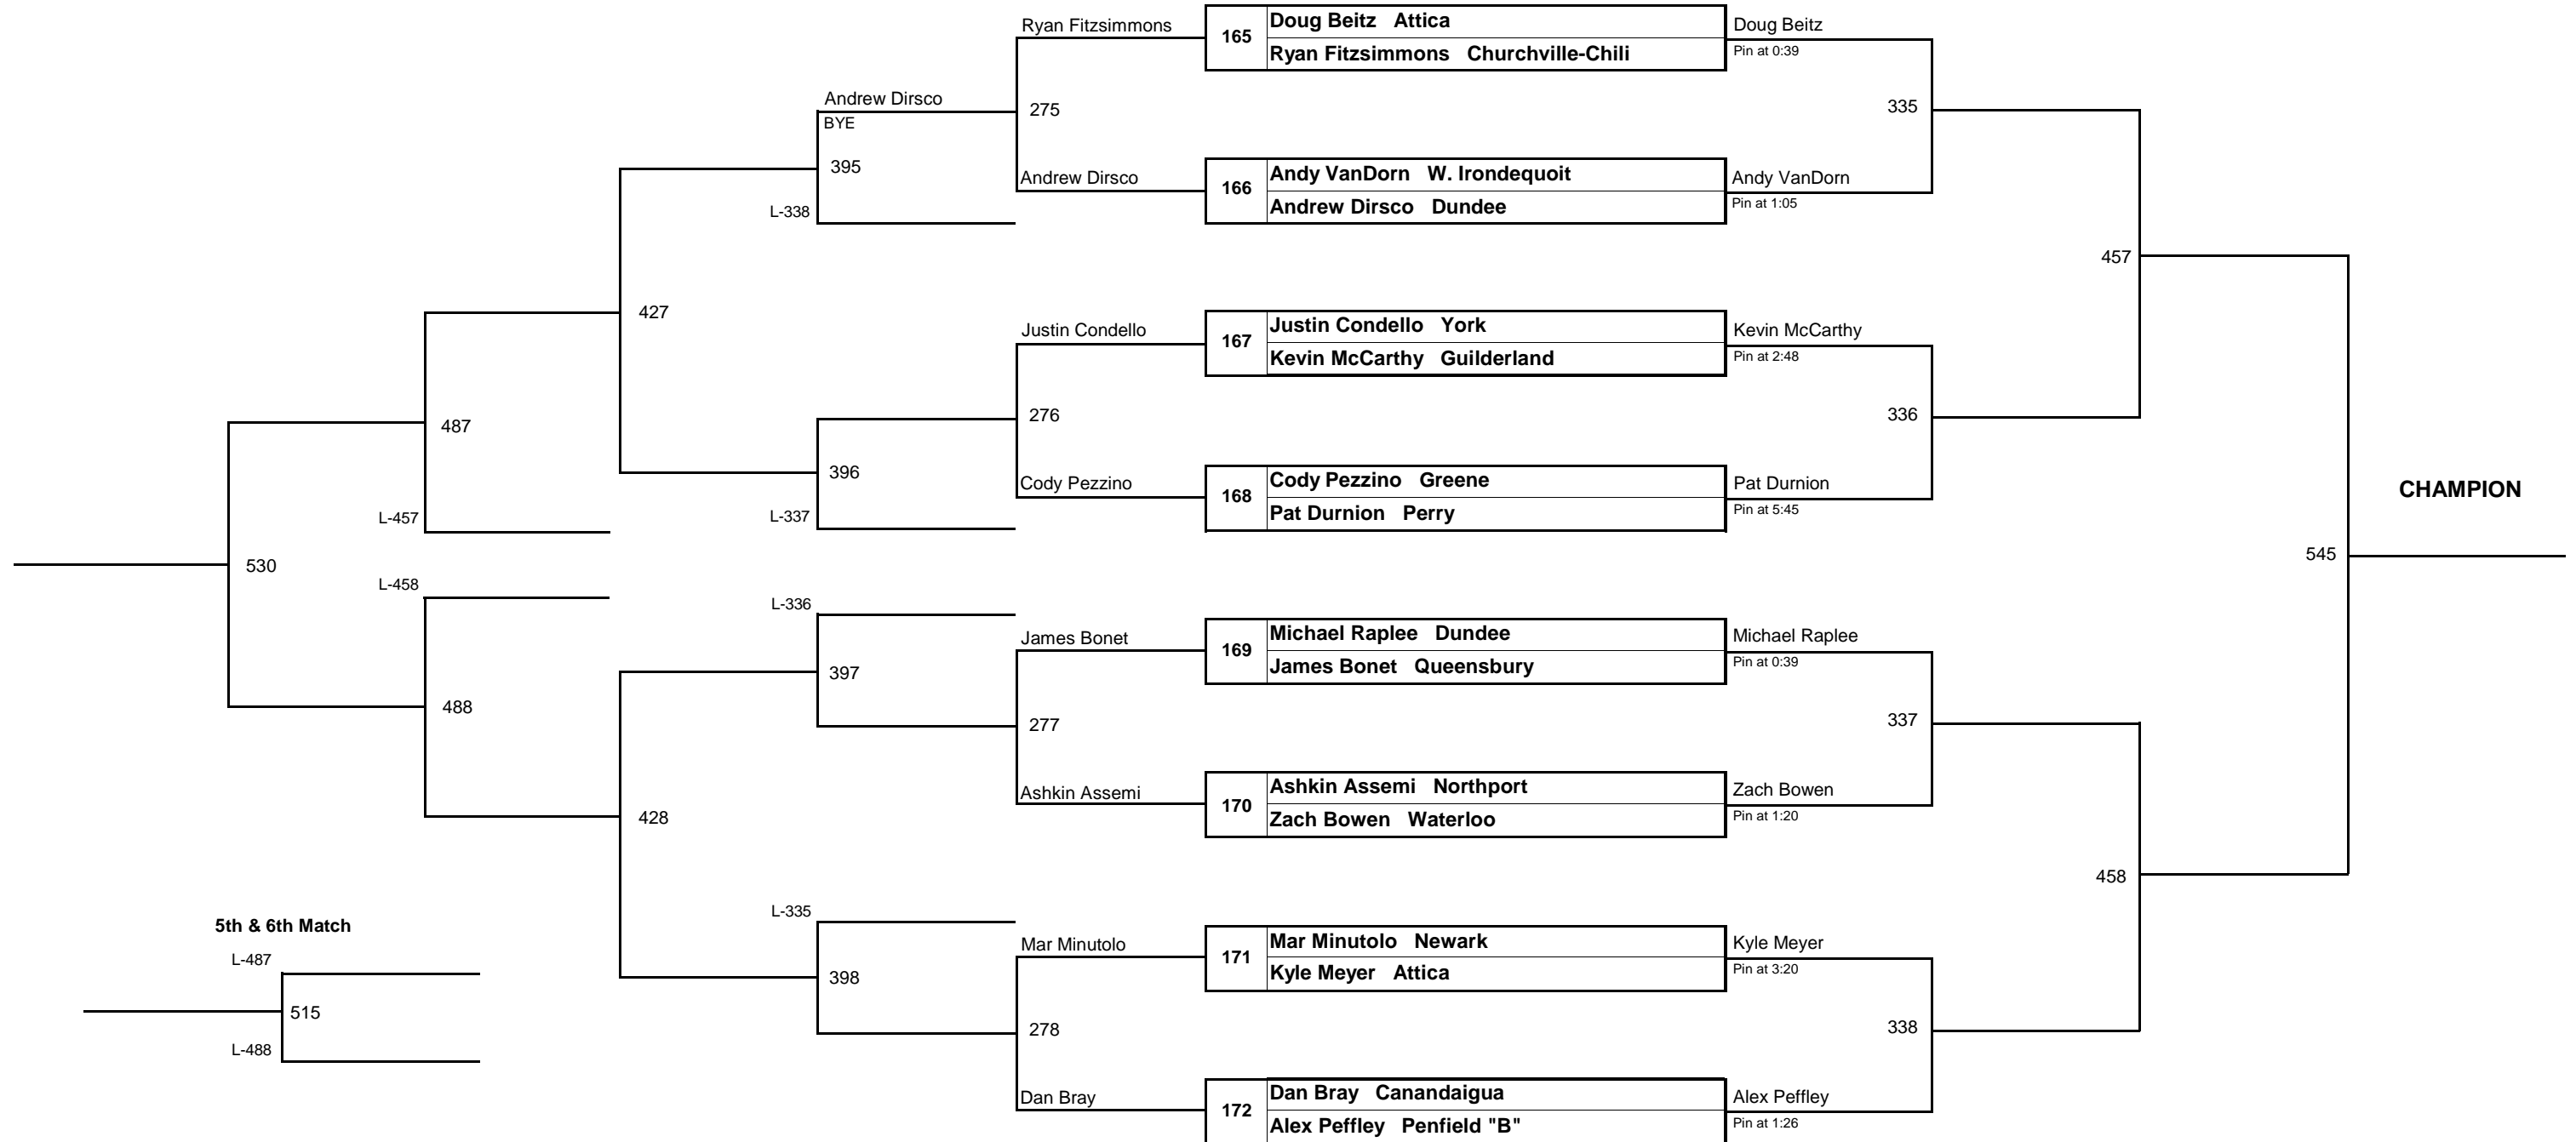 Ryan Fitzsimmons
165
Doug Beitz Attica
Ryan Fitzsimmons Churchville-Chili
Doug Beitz
Pin at 0:39
Andrew Dirsco
BYE
275
335
395
Andrew Dirsco
166
Andy VanDorn W. Irondequoit
Andrew Dirsco Dundee
Andy VanDorn
Pin at 1:05
L-338
457
427
Justin Condello
167
Justin Condello York
Kevin McCarthy Guilderland
Kevin McCarthy
Pin at 2:48
276
336
487
396
Cody Pezzino
168
Cody Pezzino Greene
Pat Durnion Perry
Pat Durnion
Pin at 5:45
CHAMPION
L-457
L-337
530
545
L-458
L-336
James Bonet
169
Michael Raplee Dundee
James Bonet Queensbury
Michael Raplee
Pin at 0:39
397
488
277
337
Ashkin Assemi
170
Ashkin Assemi Northport
Zach Bowen Waterloo
Zach Bowen
Pin at 1:20
428
458
L-335
5th & 6th Match
Mar Minutolo
171
Mar Minutolo Newark
Kyle Meyer Attica
Kyle Meyer
Pin at 3:20
L-487
398
515
278
338
L-488
Dan Bray
172
Dan Bray Canandaigua
Alex Peffley Penfield "B"
Alex Peffley
Pin at 1:26